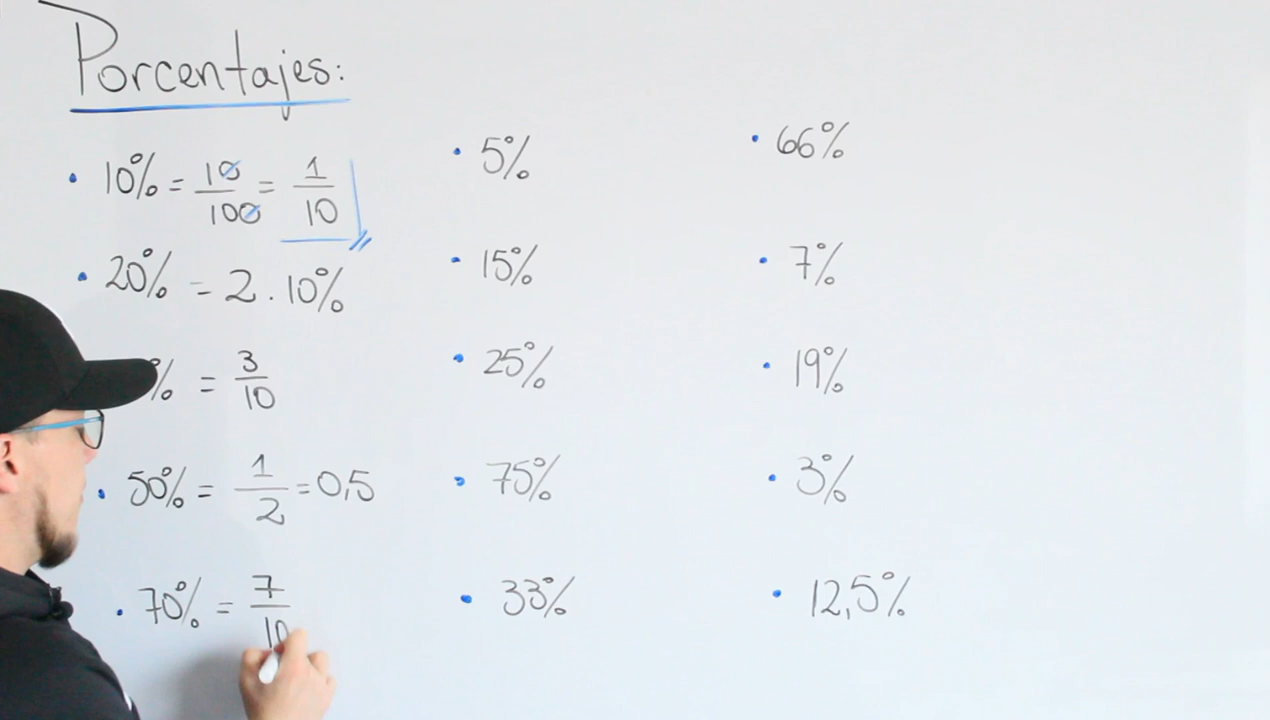 Porcentajes:
10% = 10/100 = 1/10
20% = 2 . 10%
% = 3/10
50% = 1/2 = 0,5
70% = 7/10
5%
15%
25%
75%
33%
66%
7%
19%
3%
12,5%